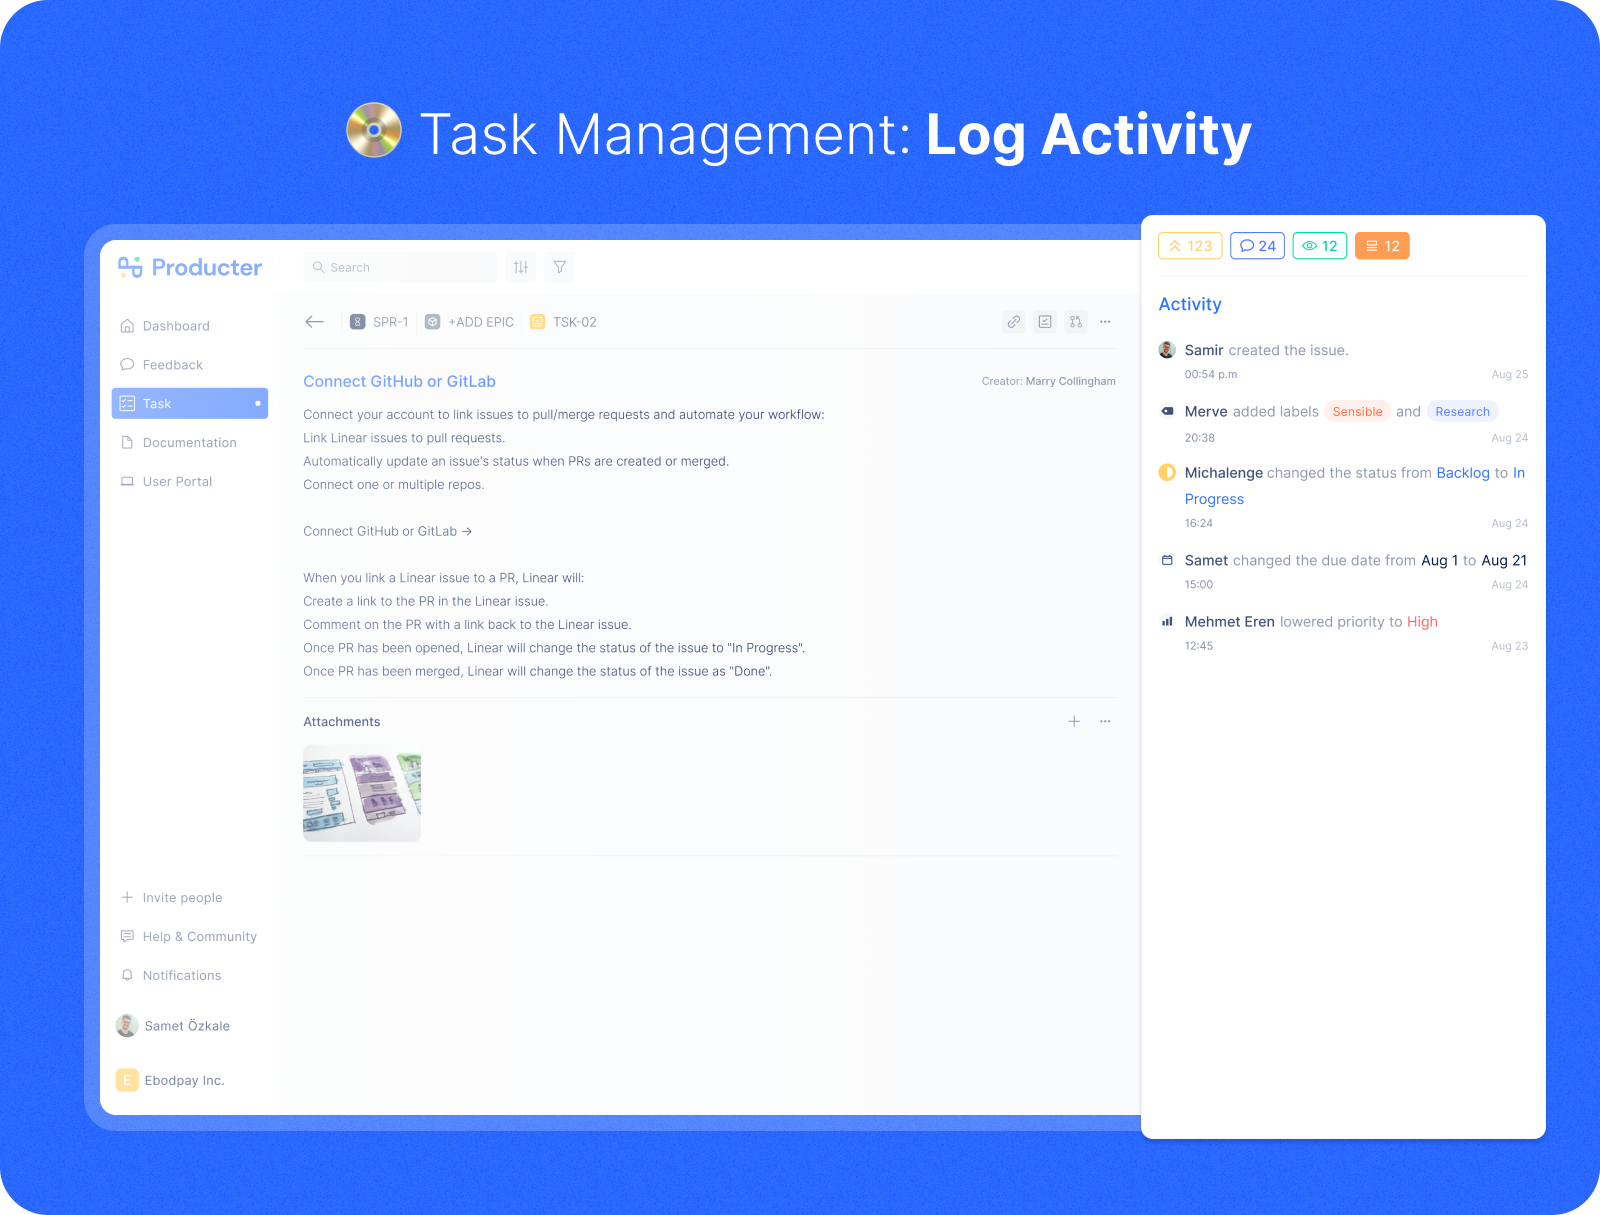 Task Management: Log Activity
Producter
Search
Dashboard
Feedback
Task
Documentation
User Portal
Invite people
Help & Community
Notifications
Samet Özkale
E
Ebodpay Inc.
SPR-1
+ADD EPIC
TSK-02
Connect GitHub or GitLab
Creator: Marry Collingham
Connect your account to link issues to pull/merge requests and automate your workflow:
Link Linear issues to pull requests.
Automatically update an issue's status when PRs are created or merged.
Connect one or multiple repos.
Connect GitHub or GitLab →
When you link a Linear issue to a PR, Linear will:
Create a link to the PR in the Linear issue.
Comment on the PR with a link back to the Linear issue.
Once PR has been opened, Linear will change the status of the issue to "In Progress".
Once PR has been merged, Linear will change the status of the issue as "Done".
Attachments
123
24
12
12
Activity
Samir created the issue.
00:54 p.m Aug 25
Merve added labels Sensible and Research
20:38 Aug 24
Michalenge changed the status from Backlog to In
Progress
16:24 Aug 24
Samet changed the due date from Aug 1 to Aug 21
15:00 Aug 24
Mehmet Eren lowered priority to High
12:45 Aug 23